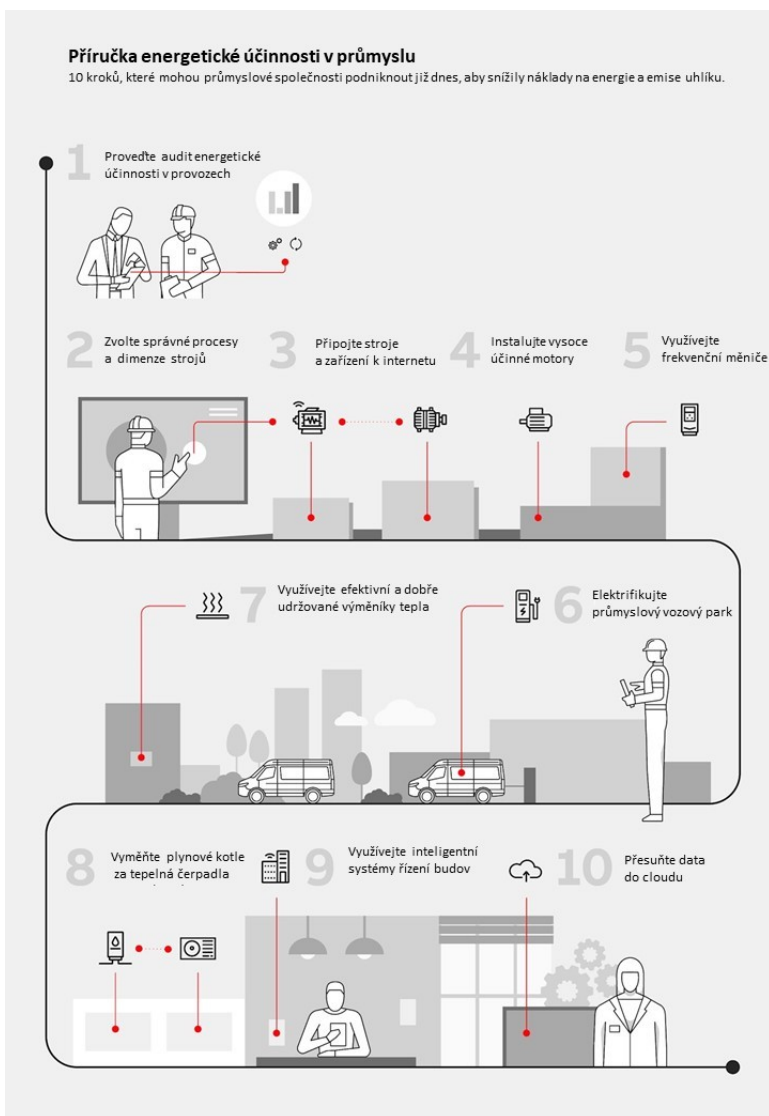 Příručka energetické účinnosti v průmyslu
10 kroků, které mohou průmyslové společnosti podniknout již dnes, aby snížily náklady na energie a emise uhlíku.
1
Proveďte audit energetické
účinnosti v provozech
2
Zvolte správné procesy
a dimenze strojů
3
Připojte stroje
a zařízení k internetu
4
Instalujte vysoce
účinné motory
5
Využívejte
frekvenční měniče
6
Elektrifikujte
průmyslový vozový park
7
Využívejte efektivní a dobře
udržované výměníky tepla
8
Vyměňte plynové kotle
za tepelná čerpadla
9
Využívejte inteligentní
systémy řízení budov
10
Přesuňte data
do cloudu